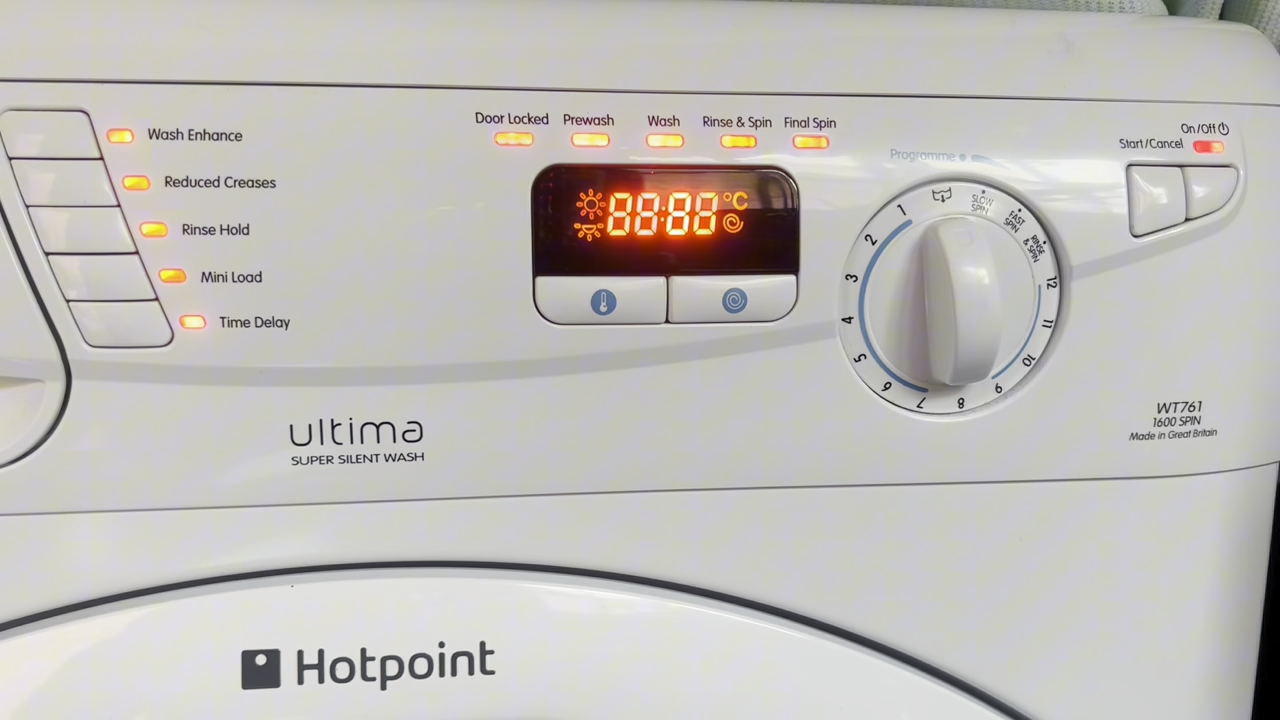 Wash Enhance
Reduced Creases
Rinse Hold
Mini Load
Time Delay
Door Locked
Prewash
Wash
Rinse & Spin
Final Spin
88:88 °C
Programme
On/Off
Start/Cancel
SLOW
SPIN
FAST
SPIN
RINSE
& SPIN
12
11
10
9
8
7
6
5
4
3
2
1
WT761
1600 SPIN
Made in Great Britain
ultima
SUPER SILENT WASH
Hotpoint